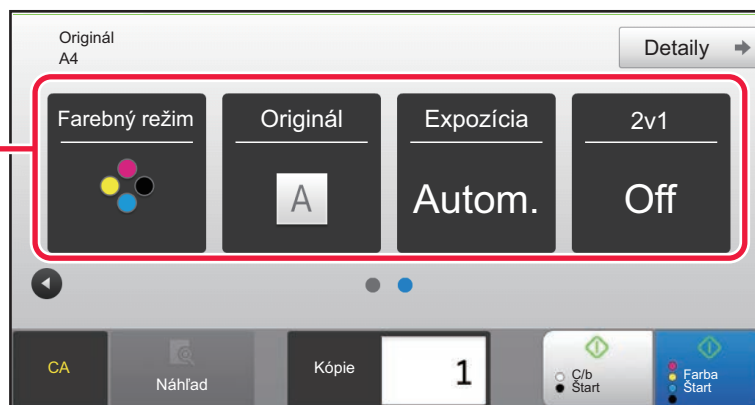 Originál
A4
Detaily
Farebný režim
Originál
Expozícia
2v1
A
Autom.
Off
CA
Náhľad
Kópie
1
C/b
Štart
Farba
Štart